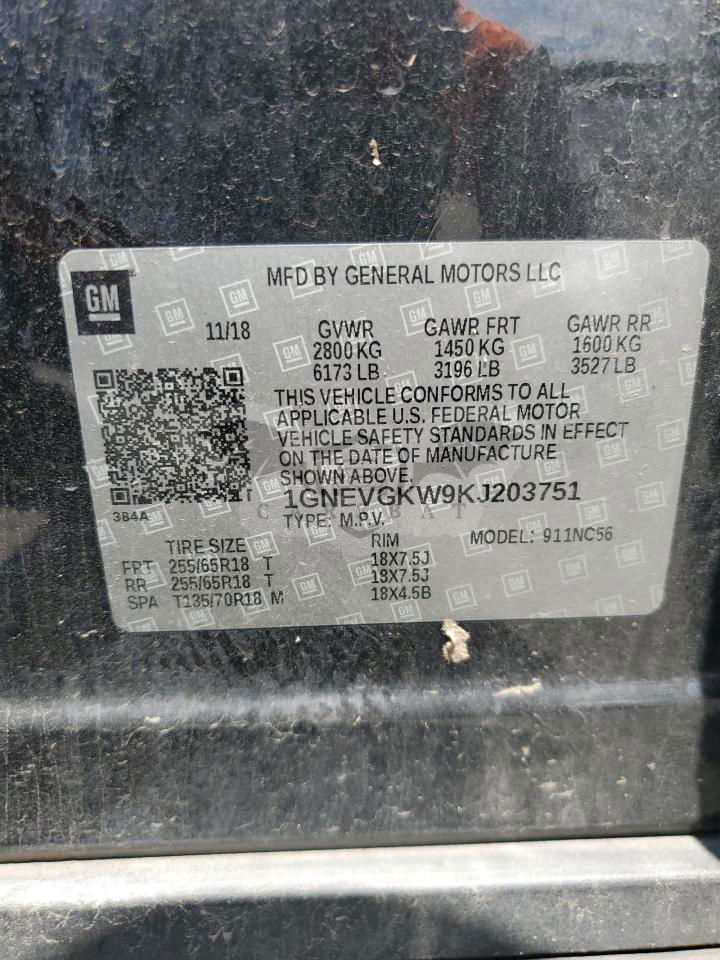 GM
MFD BY GENERAL MOTORS LLC
11/18 GVWR GAWR FRT GAWR RR
2800 KG 1450 KG 1600 KG
6173 LB 3196 LB 3527 LB
THIS VEHICLE CONFORMS TO ALL
APPLICABLE U.S. FEDERAL MOTOR
VEHICLE SAFETY STANDARDS IN EFFECT
ON THE DATE OF MANUFACTURE
SHOWN ABOVE.
1GNEVGKW9KJ203751
384A
TYPE: M.P.V.
MODEL: 911NC56
TIRE SIZE RIM
FRT 255/65R18 T 18X7.5J
RR 255/65R18 T 18X7.5J
SPA T135/70R18 M 18X4.5B